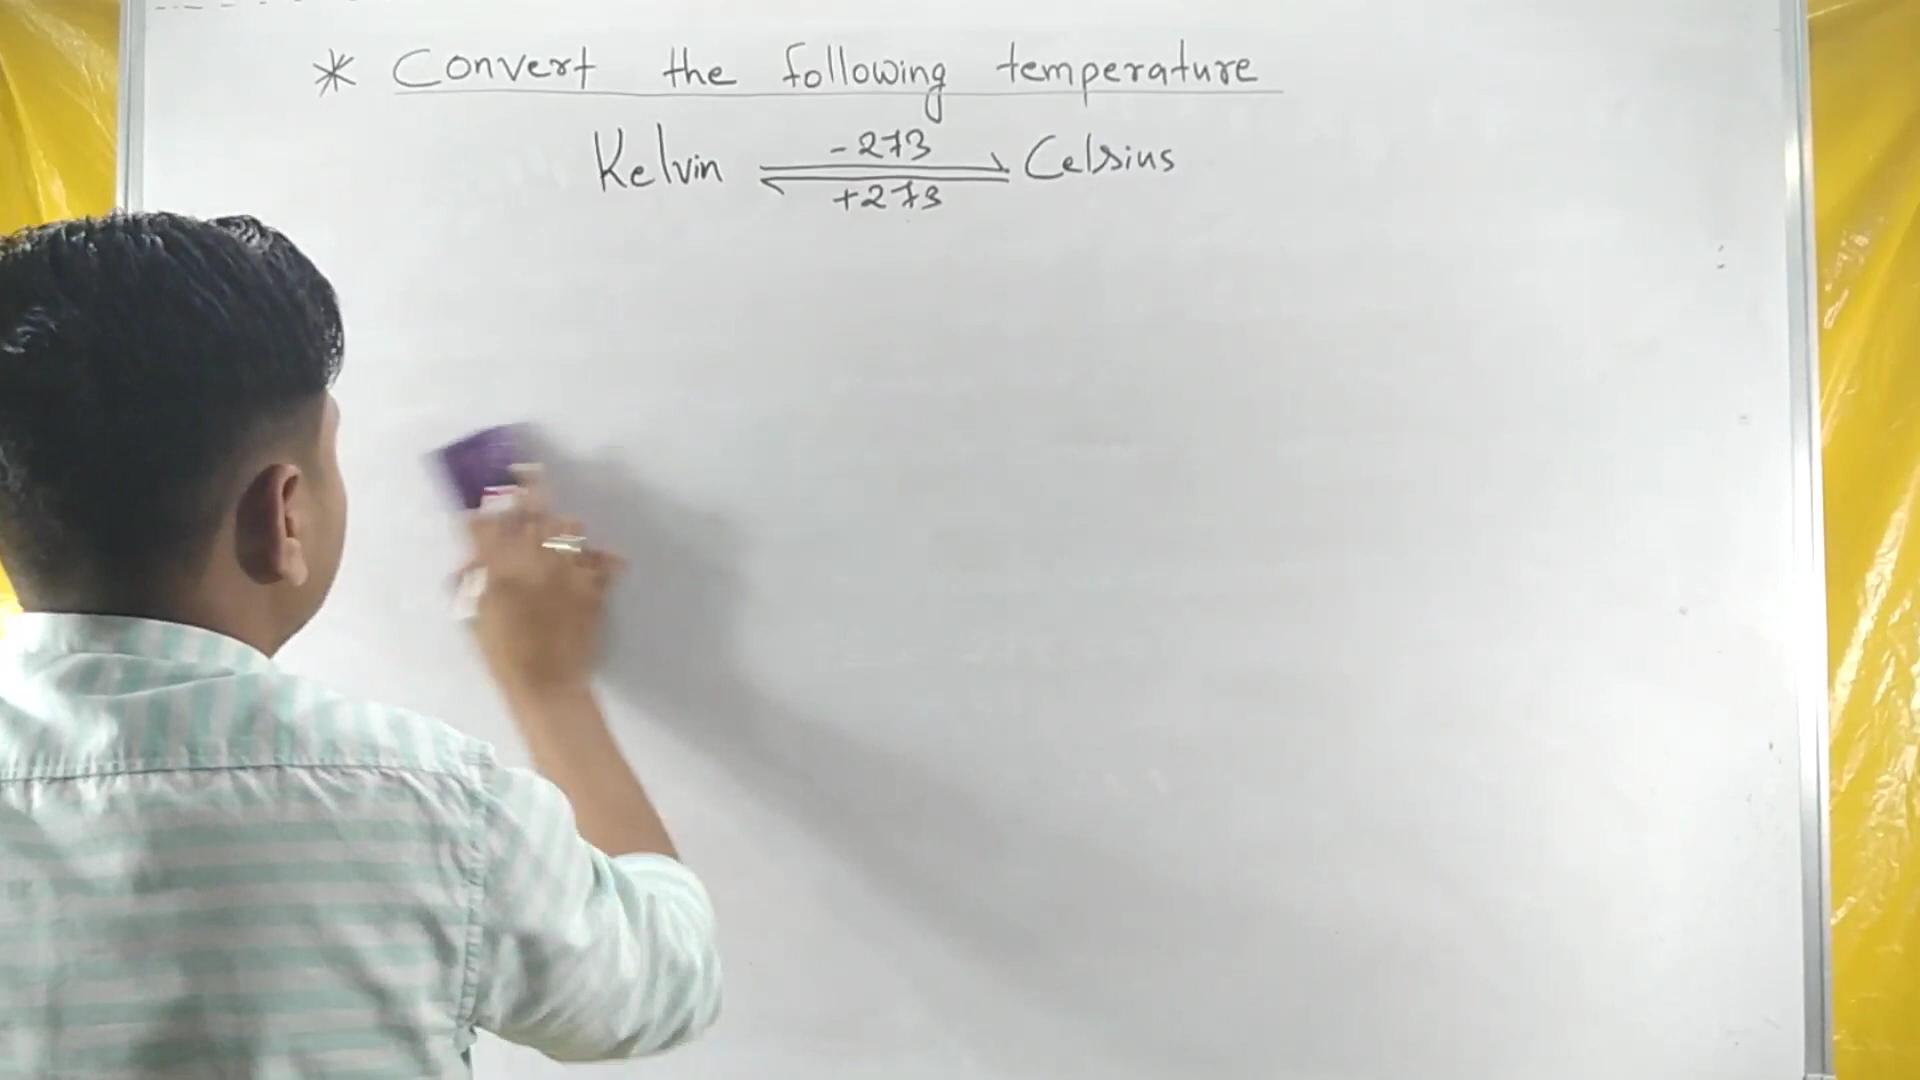 * Convert the following temperature
-273
Kelvin ⇌ Celsius
+273